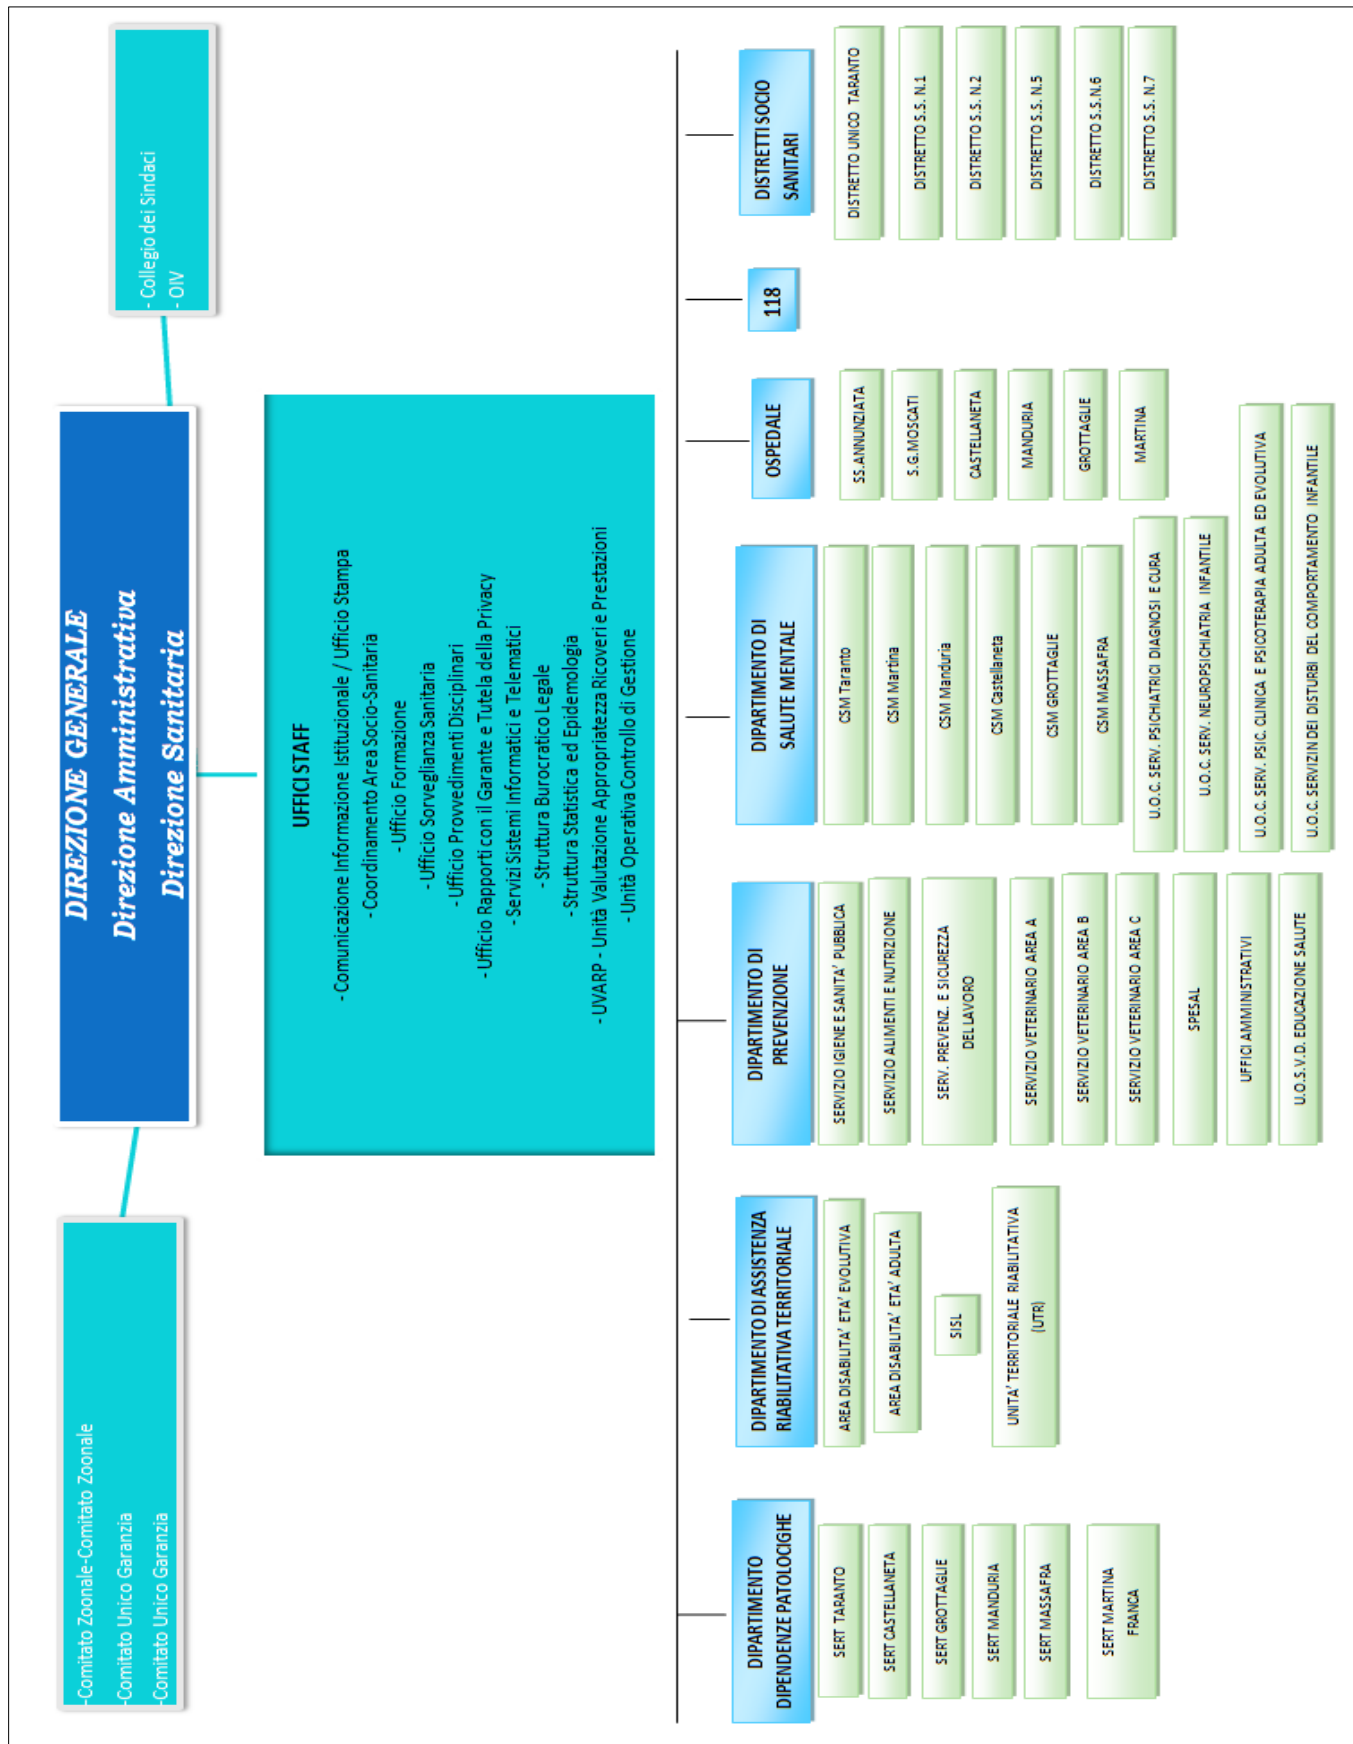 -Comitato Zoonale-Comitato Zoonale
-Comitato Unico Garanzia
-Comitato Unico Garanzia
DIREZIONE GENERALE
Direzione Amministrativa
Direzione Sanitaria
- Collegio dei Sindaci
- OIV
UFFICI STAFF
- Comunicazione Informazione Istituzionale / Ufficio Stampa
- Coordinamento Area Socio-Sanitaria
- Ufficio Formazione
- Ufficio Sorveglianza Sanitaria
- Ufficio Provvedimenti Disciplinari
- Ufficio Rapporti con il Garante e Tutela della Privacy
- Servizi Sistemi Informatici e Telematici
- Struttura Burocratico Legale
- Struttura Statistica ed Epidemologia
- UVARP - Unità Valutazione Appropriatezza Ricoveri e Prestazioni
- Unità Operativa Controllo di Gestione
DIPARTIMENTO
DIPENDENZE PATOLOCIGHE
SERT TARANTO
SERT CASTELLANETA
SERT GROTTAGLIE
SERT MANDURIA
SERT MASSAFRA
SERT MARTINA
FRANCA
DIPARTIMENTO DI ASSISTENZA
RIABILITATIVA TERRITORIALE
AREA DISABILITA' ETA' EVOLUTIVA
AREA DISABILITA' ETA' ADULTA
SISL
UNITA' TERRITORIALE RIABILITATIVA
(UTR)
DIPARTIMENTO DI
PREVENZIONE
SERVIZIO IGIENE E SANITA' PUBBLICA
SERVIZIO ALIMENTI E NUTRIZIONE
SERV. PREVENZ. E SICUREZZA
DEL LAVORO
SERVIZIO VETERINARIO AREA A
SERVIZIO VETERINARIO AREA B
SERVIZIO VETERINARIO AREA C
SPESAL
UFFICI AMMINISTRATIVI
U.O.S.V.D. EDUCAZIONE SALUTE
DIPARTIMENTO DI
SALUTE MENTALE
CSM Taranto
CSM Martina
CSM Manduria
CSM Castellaneta
CSM GROTTAGLIE
CSM MASSAFRA
U.O.C. SERV. PSICHIATRICI DIAGNOSI E CURA
U.O.C. SERV. NEUROPSICHIATRIA INFANTILE
U.O.C. SERV. PSIC. CLINICA E PSICOTERAPIA ADULTA ED EVOLUTIVA
U.O.C. SERVIZIN DEI DISTURBI DEL COMPORTAMENTO INFANTILE
OSPEDALE
SS.ANNUNZIATA
S.G.MOSCATI
CASTELLANETA
MANDURIA
GROTTAGLIE
MARTINA
118
DISTRETTI SOCIO
SANITARI
DISTRETTO UNICO TARANTO
DISTRETTO S.S. N.1
DISTRETTO S.S. N.2
DISTRETTO S.S. N.5
DISTRETTO S.S. N.6
DISTRETTO S.S. N.7